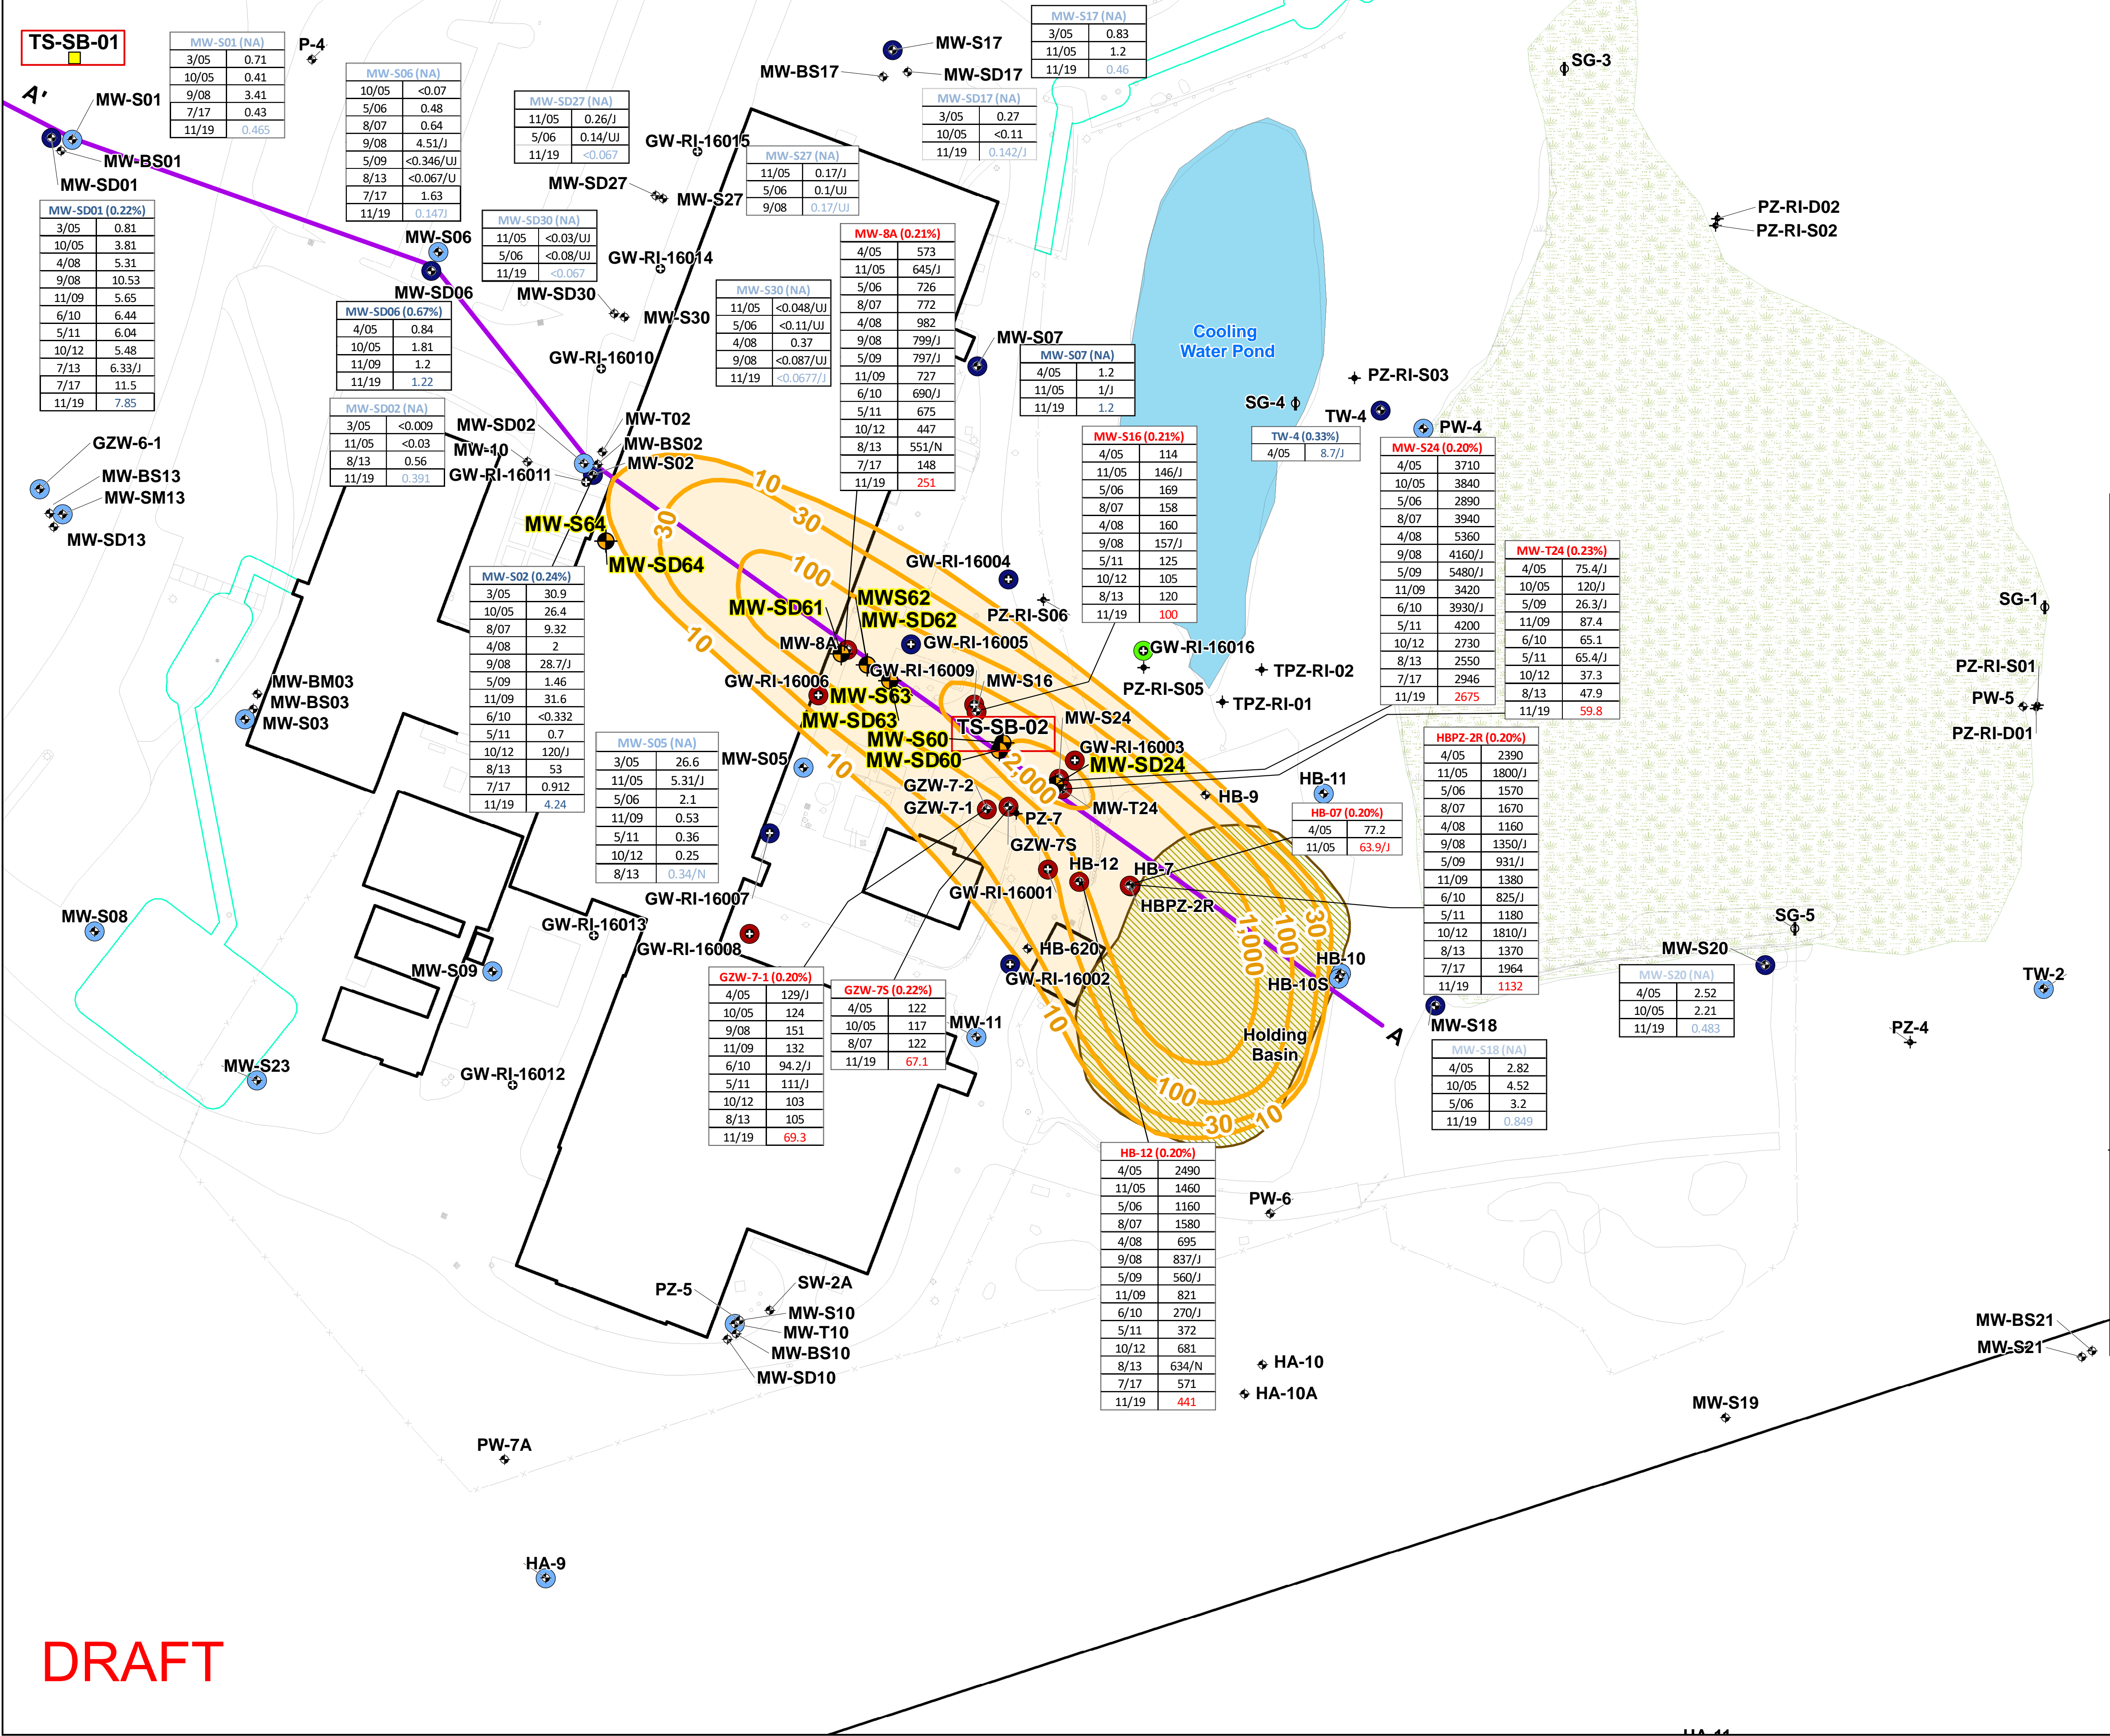 TS-SB-01
A'
MW-S01
MW-BS01
MW-SD01
MW-S01 (NA)
3/05 0.71
10/05 0.41
9/08 3.41
7/17 0.43
11/19 0.465
P-4
MW-S06 (NA)
10/05 <0.07
5/06 0.48
8/07 0.64
9/08 4.51/J
5/09 <0.346/UJ
8/13 <0.067/U
7/17 1.63
11/19 0.147J
MW-SD01 (0.22%)
3/05 0.81
10/05 3.81
4/08 5.31
9/08 10.53
11/09 5.65
6/10 6.44
5/11 6.04
10/12 5.48
7/13 6.33/J
7/17 11.5
11/19 7.85
MW-S06
MW-SD06
MW-SD06 (0.67%)
4/05 0.84
10/05 1.81
11/09 1.2
11/19 1.22
MW-SD27 (NA)
11/05 0.26/J
5/06 0.14/UJ
11/19 <0.067
GW-RI-16015
MW-SD27
MW-S27
MW-S27 (NA)
11/05 0.17/J
5/06 0.1/UJ
9/08 0.17/UJ
MW-SD30 (NA)
11/05 <0.03/UJ
5/06 <0.08/UJ
11/19 <0.067
GW-RI-16014
MW-SD30
MW-S30
MW-S30 (NA)
11/05 <0.048/UJ
5/06 <0.11/UJ
4/08 0.37
9/08 <0.087/UJ
11/19 <0.0677/J
GW-RI-16010
MW-S17
MW-BS17
MW-SD17
MW-S17 (NA)
3/05 0.83
11/05 1.2
11/19 0.46
MW-SD17 (NA)
3/05 0.27
10/05 <0.11
11/19 0.142/J
MW-8A (0.21%)
4/05 573
11/05 645/J
5/06 726
8/07 772
4/08 982
9/08 799/J
5/09 797/J
11/09 727
6/10 690/J
5/11 675
10/12 447
8/13 551/N
7/17 148
11/19 251
MW-S07
MW-S07 (NA)
4/05 1.2
11/05 1/J
11/19 1.2
Cooling
Water Pond
SG-3
PZ-RI-D02
PZ-RI-S02
PZ-RI-S03
SG-4
TW-4
PW-4
TW-4 (0.33%)
4/05 8.7/J
MW-S16 (0.21%)
4/05 114
11/05 146/J
5/06 169
8/07 158
4/08 160
9/08 157/J
5/11 125
10/12 105
8/13 120
11/19 100
MW-S24 (0.20%)
4/05 3710
10/05 3840
5/06 2890
8/07 3940
4/08 5360
9/08 4160/J
5/09 5480/J
11/09 3420
6/10 3930/J
5/11 4200
10/12 2730
8/13 2550
7/17 2946
11/19 2675
MW-T24 (0.23%)
4/05 75.4/J
10/05 120/J
5/09 26.3/J
11/09 87.4
6/10 65.1
5/11 65.4/J
10/12 37.3
8/13 47.9
11/19 59.8
MW-SD02 (NA)
3/05 <0.009
11/05 <0.03
8/13 0.56
11/19 0.391
MW-T02
MW-SD02
MW-BS02
MW-10
MW-S02
GW-RI-16011
GZW-6-1
MW-BS13
MW-SM13
MW-SD13
MW-S64
MW-SD64
10
30
30
100
10
10
MW-S02 (0.24%)
3/05 30.9
10/05 26.4
8/07 9.32
4/08 2
9/08 28.7/J
5/09 1.46
11/09 31.6
6/10 <0.332
5/11 0.7
10/12 120/J
8/13 53
7/17 0.912
11/19 4.24
MW-SD61
MWS62
MW-SD62
MW-8A
GW-RI-16004
PZ-RI-S06
GW-RI-16005
GW-RI-16009
GW-RI-16006
MW-S63
MW-SD63
MW-S16
GW-RI-16016
PZ-RI-S05
TPZ-RI-02
TPZ-RI-01
TS-SB-02
MW-S24
MW-S60
MW-SD60
GW-RI-16003
MW-SD24
2,000
MW-T24
SG-1
PZ-RI-S01
PW-5
PZ-RI-D01
MW-BM03
MW-BS03
MW-S03
MW-S05 (NA)
3/05 26.6
11/05 5.31/J
5/06 2.1
11/09 0.53
5/11 0.36
10/12 0.25
8/13 0.34/N
MW-S05
GZW-7-2
GZW-7-1
PZ-7
GZW-7S
HB-9
HB-11
HB-07 (0.20%)
4/05 77.2
11/05 63.9/J
HBPZ-2R (0.20%)
4/05 2390
11/05 1800/J
5/06 1570
8/07 1670
4/08 1160
9/08 1350/J
5/09 931/J
11/09 1380
6/10 825/J
5/11 1180
10/12 1810/J
8/13 1370
7/17 1964
11/19 1132
HB-12
HB-7
GW-RI-16001
HBPZ-2R
GW-RI-16007
GW-RI-16013
GW-RI-16008
HB-620
GW-RI-16002
1,000
100
30
HB-10
HB-10S
Holding
Basin
A
10
100
30
10
MW-S08
MW-S09
MW-S23
GW-RI-16012
MW-11
GZW-7-1 (0.20%)
4/05 129/J
10/05 124
9/08 151
11/09 132
6/10 94.2/J
5/11 111/J
10/12 103
8/13 105
11/19 69.3
GZW-7S (0.22%)
4/05 122
10/05 117
8/07 122
11/19 67.1
SG-5
MW-S20
MW-S20 (NA)
4/05 2.52
10/05 2.21
11/19 0.483
TW-2
PZ-4
MW-S18
MW-S18 (NA)
4/05 2.82
10/05 4.52
5/06 3.2
11/19 0.849
HB-12 (0.20%)
4/05 2490
11/05 1460
5/06 1160
8/07 1580
4/08 695
9/08 837/J
5/09 560/J
11/09 821
6/10 270/J
5/11 372
10/12 681
8/13 634/N
7/17 571
11/19 441
PW-6
HA-10
HA-10A
PZ-5
SW-2A
MW-S10
MW-T10
MW-BS10
MW-SD10
MW-BS21
MW-S21
MW-S19
PW-7A
HA-9
DRAFT
HA-11